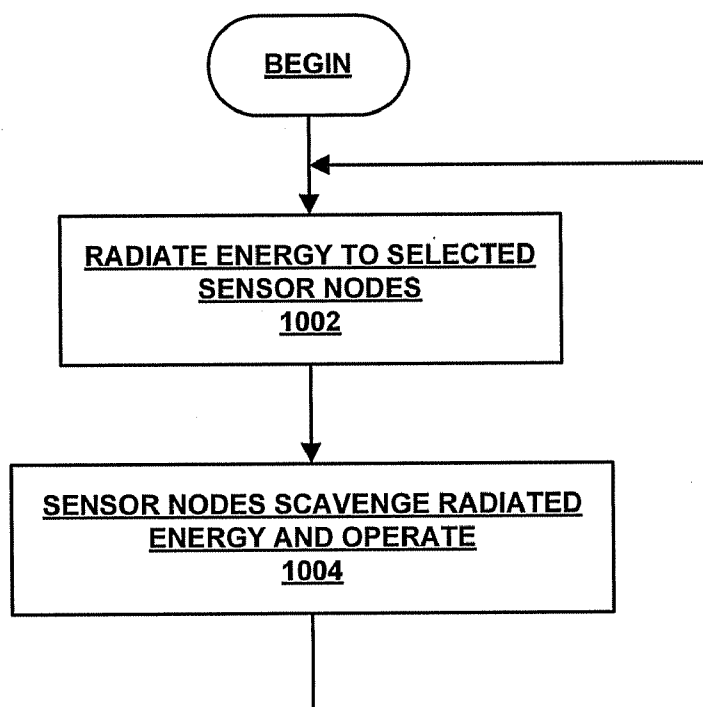 BEGIN
RADIATE ENERGY TO SELECTED
SENSOR NODES
1002
SENSOR NODES SCAVENGE RADIATED
ENERGY AND OPERATE
1004